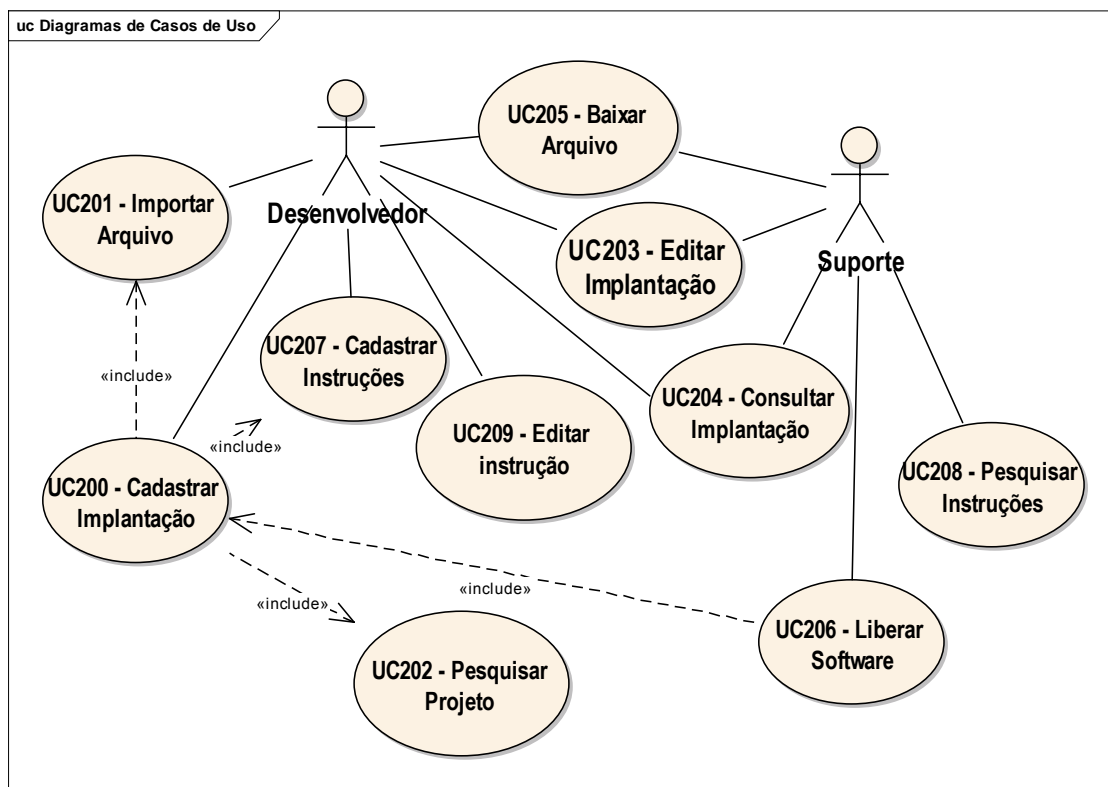 uc Diagramas de Casos de Uso
UC205 - Baixar
Arquivo
UC201 - Importar
Arquivo
Desenvolvedor
UC203 - Editar
Implantação
Suporte
UC207 - Cadastrar
Instruções
«include»
UC204 - Consultar
Implantação
UC209 - Editar
instrução
«include»
UC208 - Pesquisar
Instruções
UC200 - Cadastrar
Implantação
«include»
«include»
UC206 - Liberar
Software
UC202 - Pesquisar
Projeto